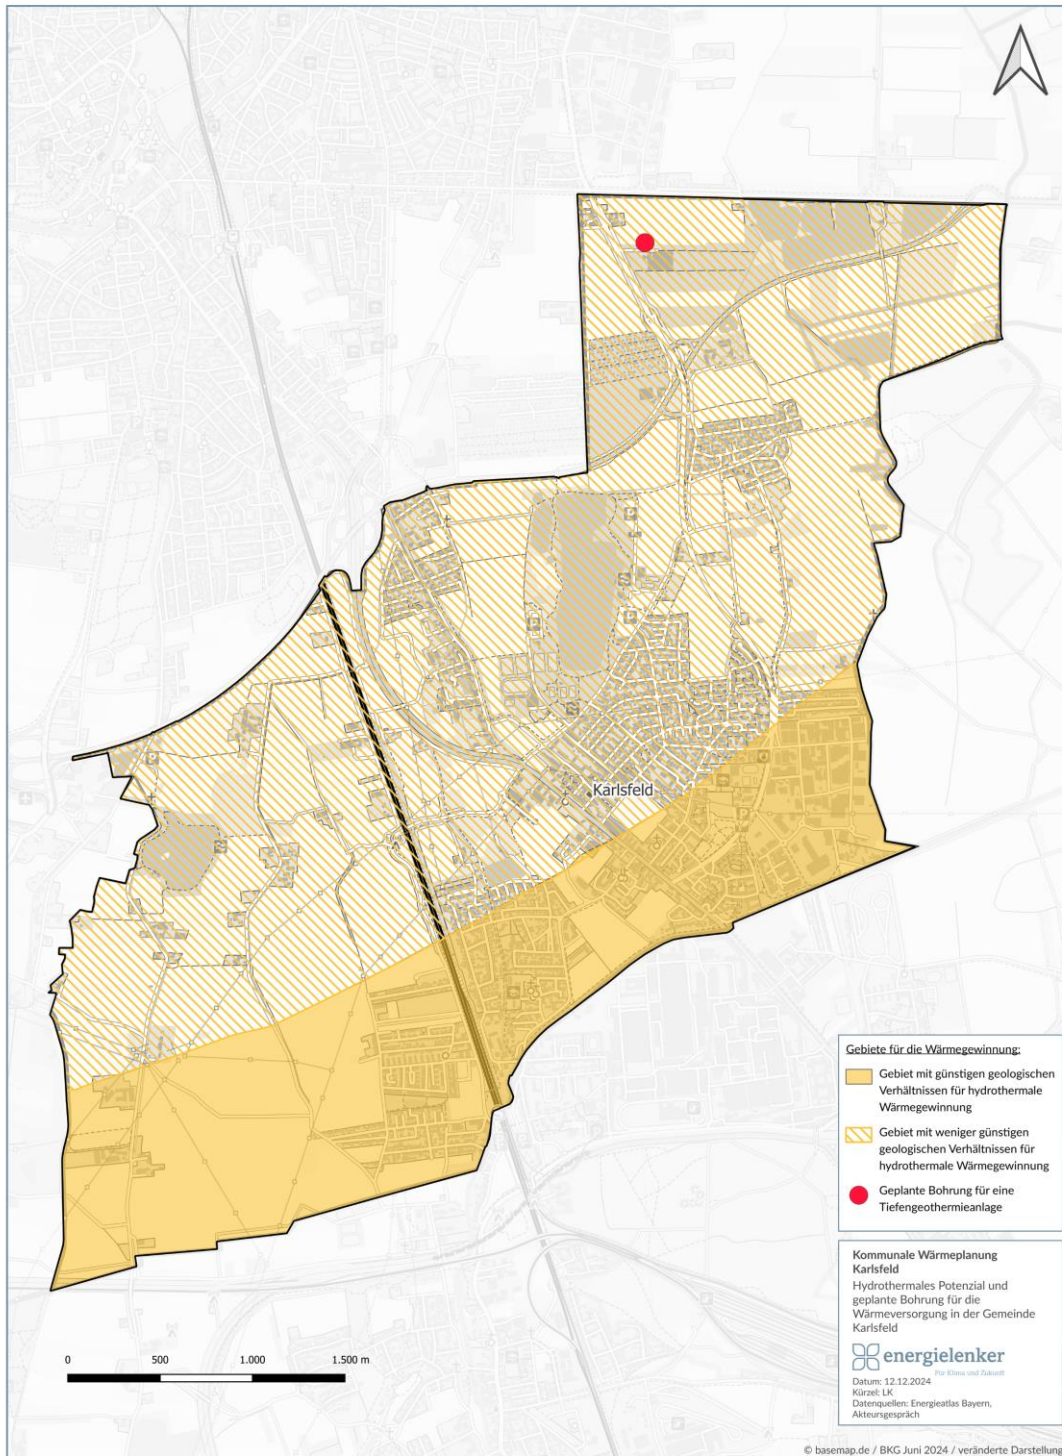 Karlsfeld
Gebiete für die Wärmegewinnung:
Gebiet mit günstigen geologischen
Verhältnissen für hydrothermale
Wärmegewinnung
Gebiet mit weniger günstigen
geologischen Verhältnissen für
hydrothermale Wärmegewinnung
Geplante Bohrung für eine
Tiefengeothermieanlage
Kommunale Wärmeplanung
Karlsfeld
Hydrothermales Potenzial und
geplante Bohrung für die
Wärmeversorgung in der Gemeinde
Karlsfeld
energielenker
Für Klima und Zukunft
Datum: 12.12.2024
Kürzel: LK
Datenquellen: Energieatlas Bayern,
Akteursgespräch
0 500 1.000 1.500 m
© basemap.de / BKG Juni 2024 / veränderte Darstellung